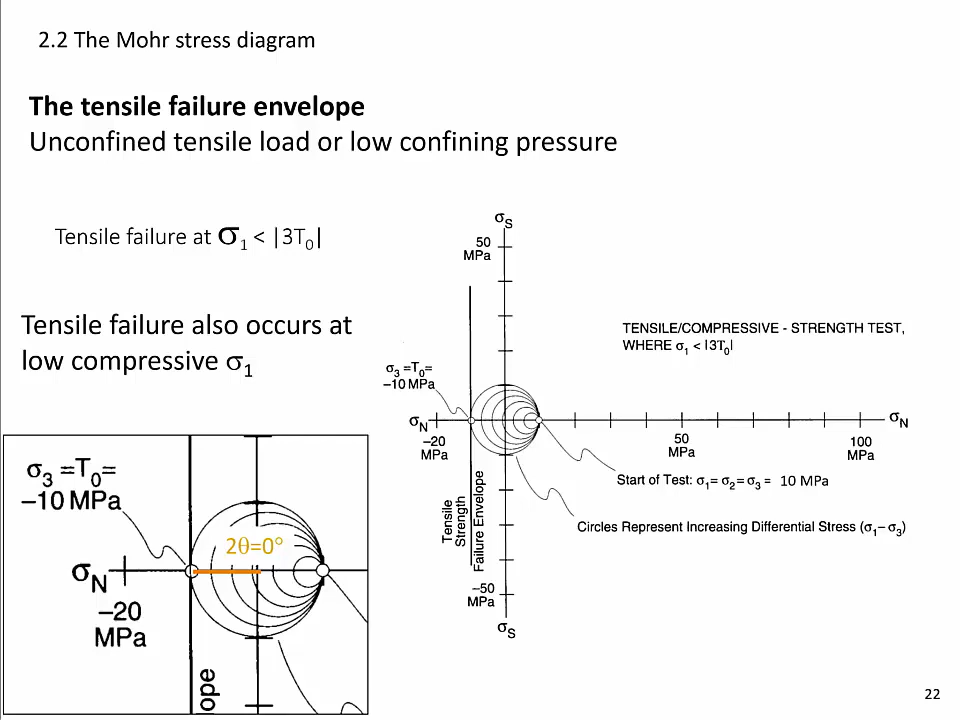 2.2 The Mohr stress diagram
The tensile failure envelope
Unconfined tensile load or low confining pressure
Tensile failure at σ₁ < |3T₀|
Tensile failure also occurs at
low compressive σ₁
σS
50
MPa
TENSILE/COMPRESSIVE - STRENGTH TEST,
WHERE σ₁ < |3T₀|
σ₃ =T₀=
−10 MPa
σN
−20
MPa
50
MPa
100
MPa
σN
Start of Test: σ₁= σ₂= σ₃ = 10 MPa
Circles Represent Increasing Differential Stress (σ₁− σ₃)
Tensile
Strength
Failure Envelope
−50
MPa
σS
σ₃ =T₀=
−10 MPa
2θ=0°
σN
−20
MPa
ope
22